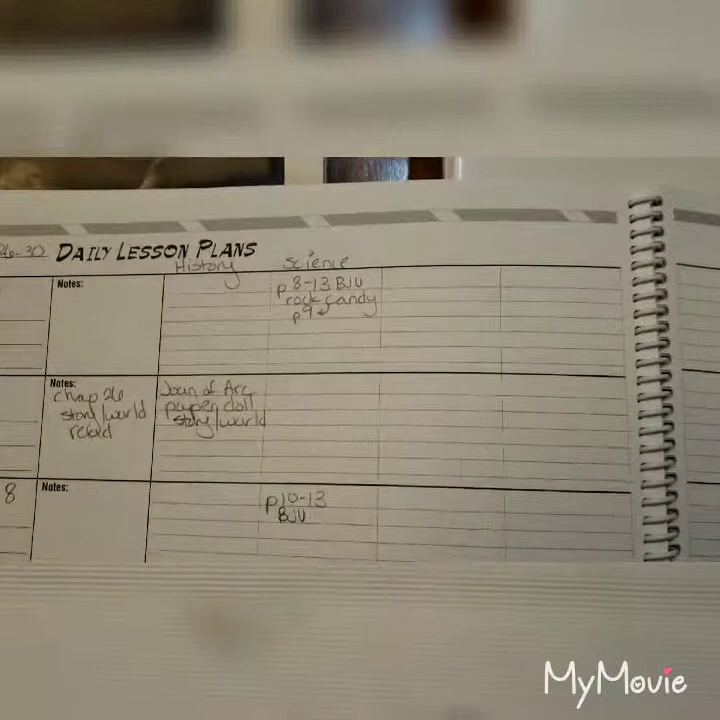 26-30 DAILY LESSON PLANS
History
Science
Notes:
p 8-13 BJU
rock candy
p 9
Notes:
chap 26
story/world
read
Joan of Arc
paper doll
story/world
8
Notes:
p10-13
BJU
MyMovie